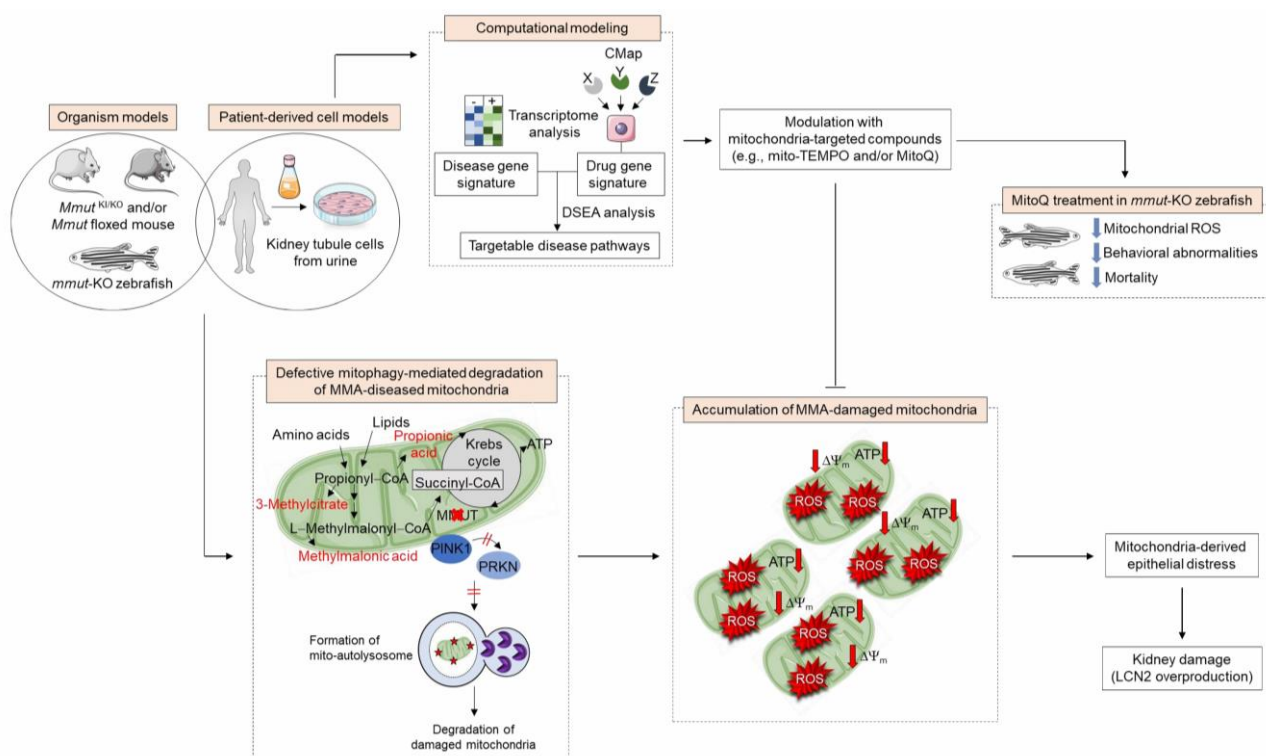 Computational modeling
CMap
X
Y
Z
-
+
Transcriptome
analysis
Disease gene
signature
Drug gene
signature
DSEA analysis
Targetable disease pathways
Organism models
Patient-derived cell models
Mmut KI/KO and/or
Mmut floxed mouse
mmut-KO zebrafish
Kidney tubule cells
from urine
Modulation with
mitochondria-targeted compounds
(e.g., mito-TEMPO and/or MitoQ)
MitoQ treatment in mmut-KO zebrafish
Mitochondrial ROS
Behavioral abnormalities
Mortality
Defective mitophagy-mediated degradation
of MMA-diseased mitochondria
Amino acids
Lipids
Propionic
acid
Krebs
cycle
ATP
Propionyl–CoA
Succinyl-CoA
3-Methylcitrate
MMUT
L–Methylmalonyl–CoA
Methylmalonic acid
PINK1
PRKN
Formation of
mito-autolysosome
Degradation of
damaged mitochondria
Accumulation of MMA-damaged mitochondria
ΔΨm
ATP
ROS
ROS
ΔΨm
ATP
ROS
ROS
ATP
ROS
ROS
ΔΨm
ATP
ROS
ROS
ΔΨm
Mitochondria-derived
epithelial distress
Kidney damage
(LCN2 overproduction)